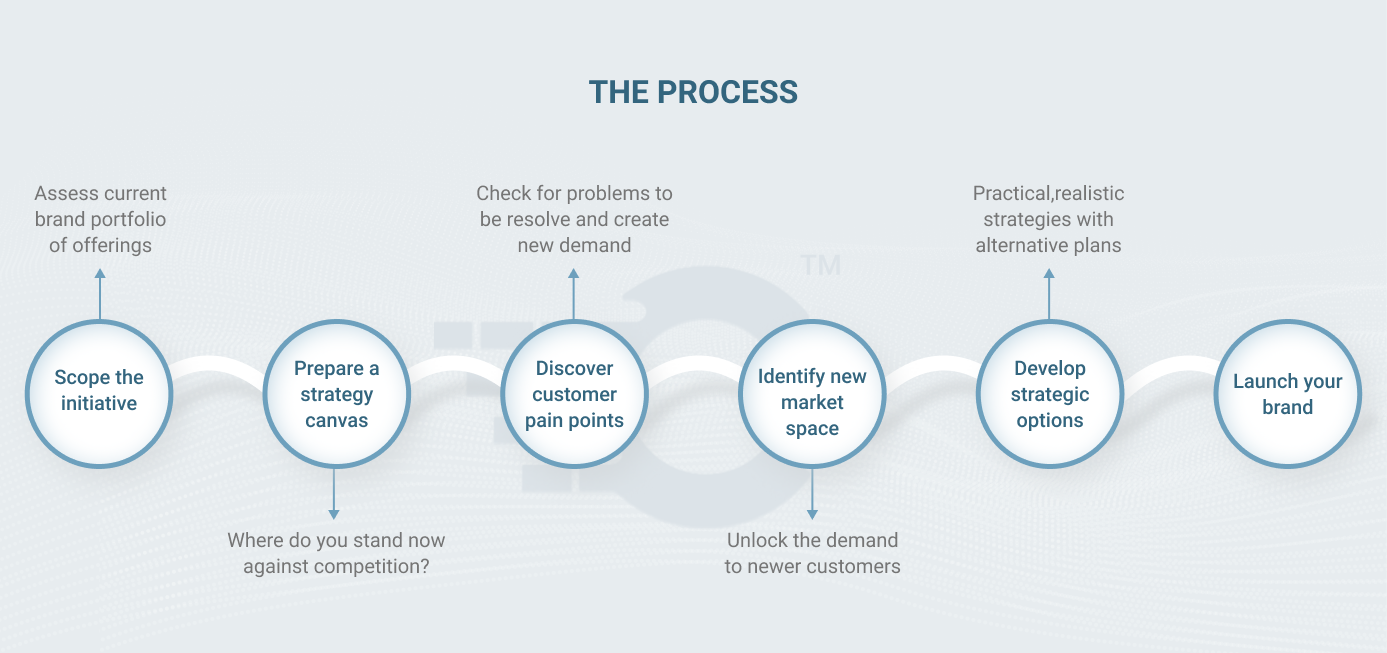 THE PROCESS
Assess current
brand portfolio
of offerings
Check for problems to
be resolve and create
new demand
Practical,realistic
strategies with
alternative plans
TM
Scope the
initiative
Prepare a
strategy
canvas
Discover
customer
pain points
Identify new
market
space
Develop
strategic
options
Launch your
brand
Where do you stand now
against competition?
Unlock the demand
to newer customers